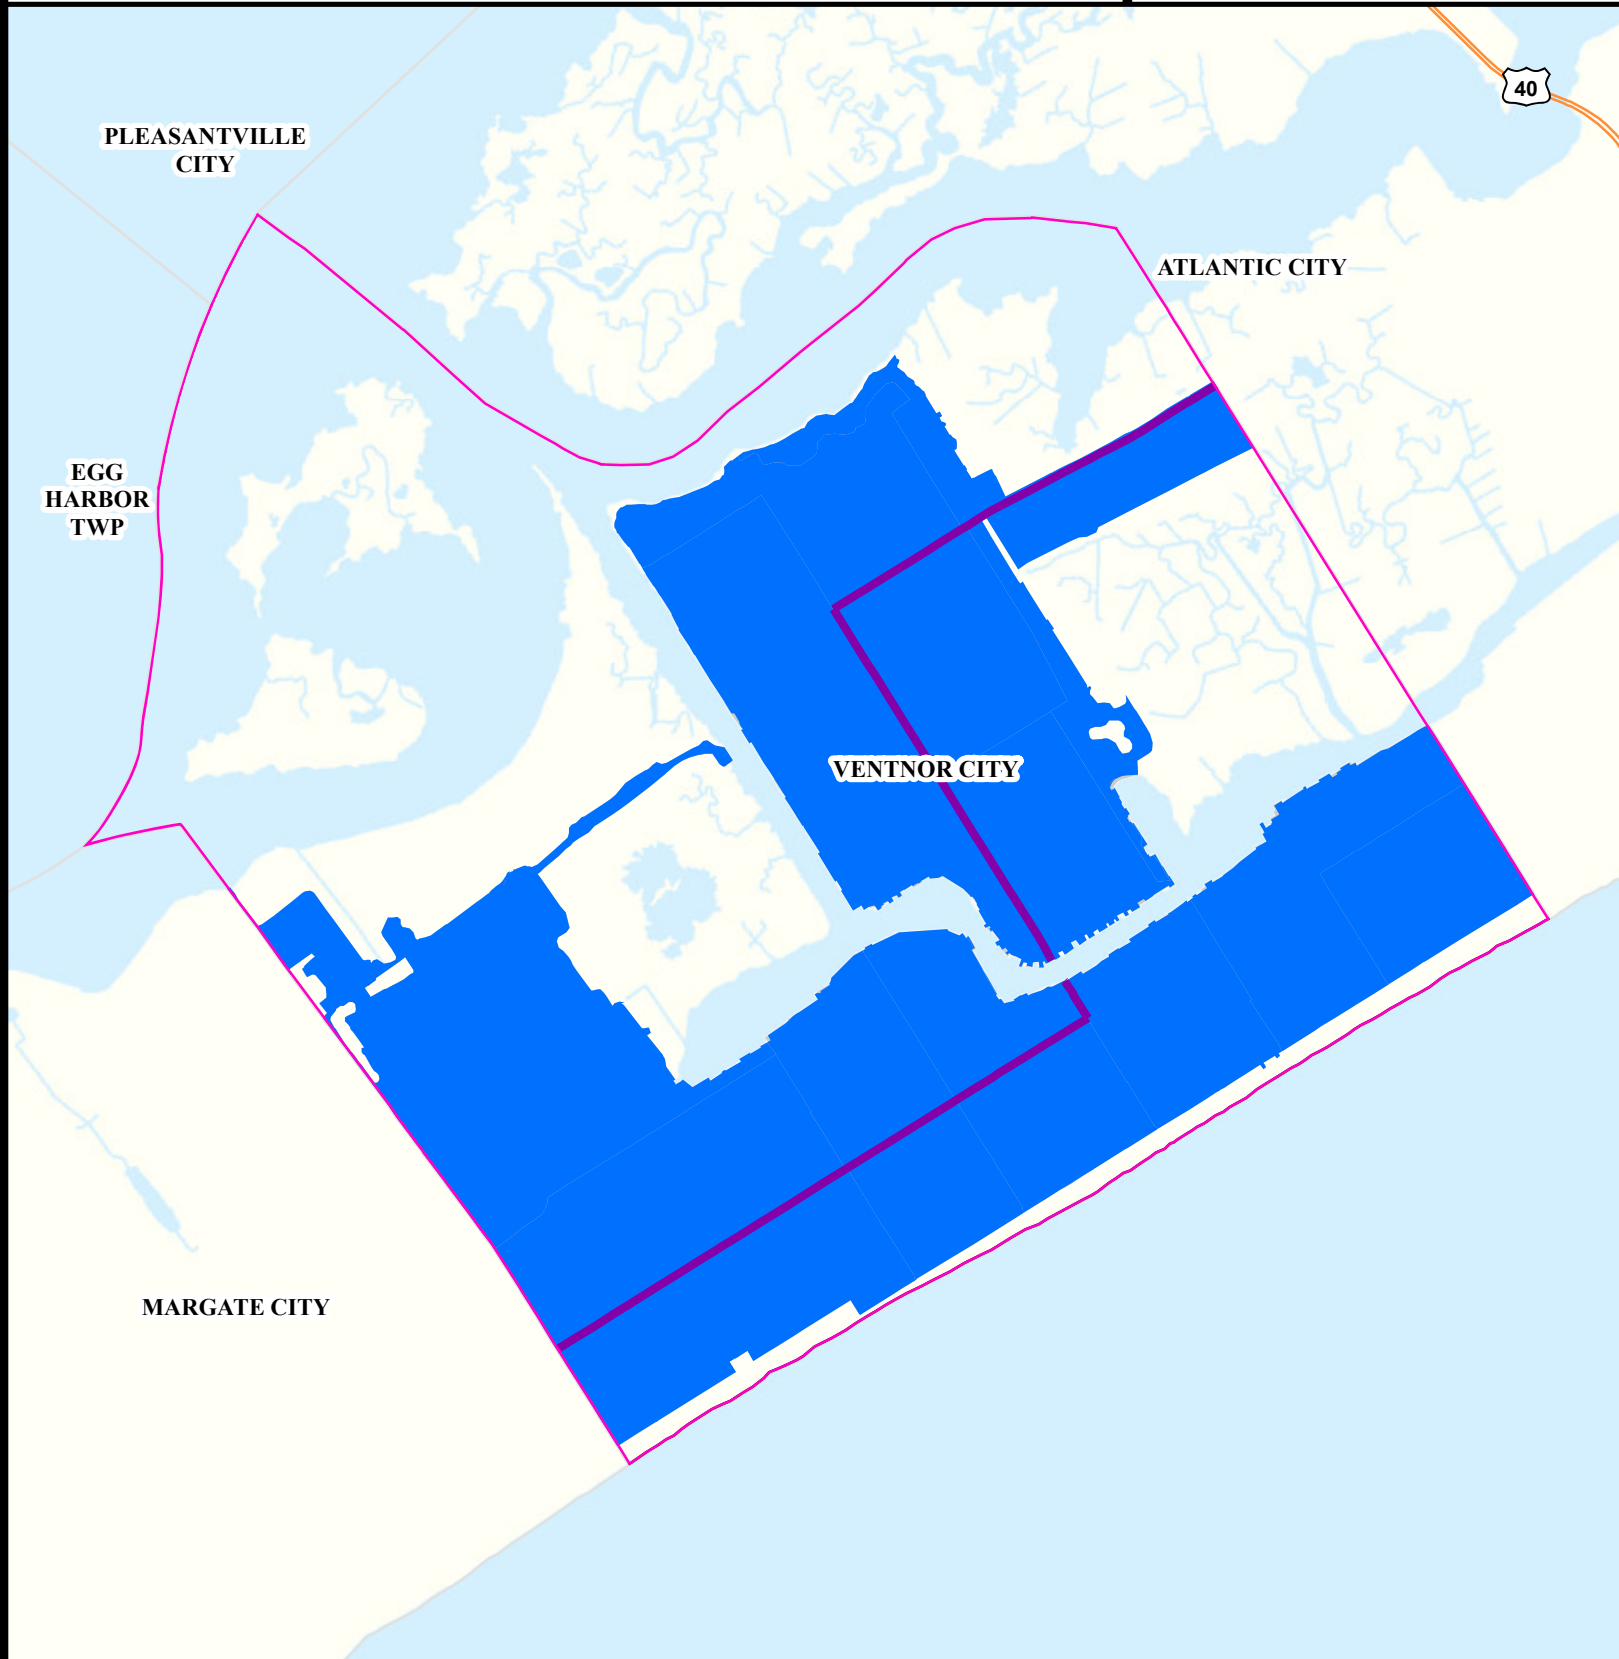 40
PLEASANTVILLE
CITY
ATLANTIC CITY
EGG
HARBOR
TWP
VENTNOR CITY
MARGATE CITY